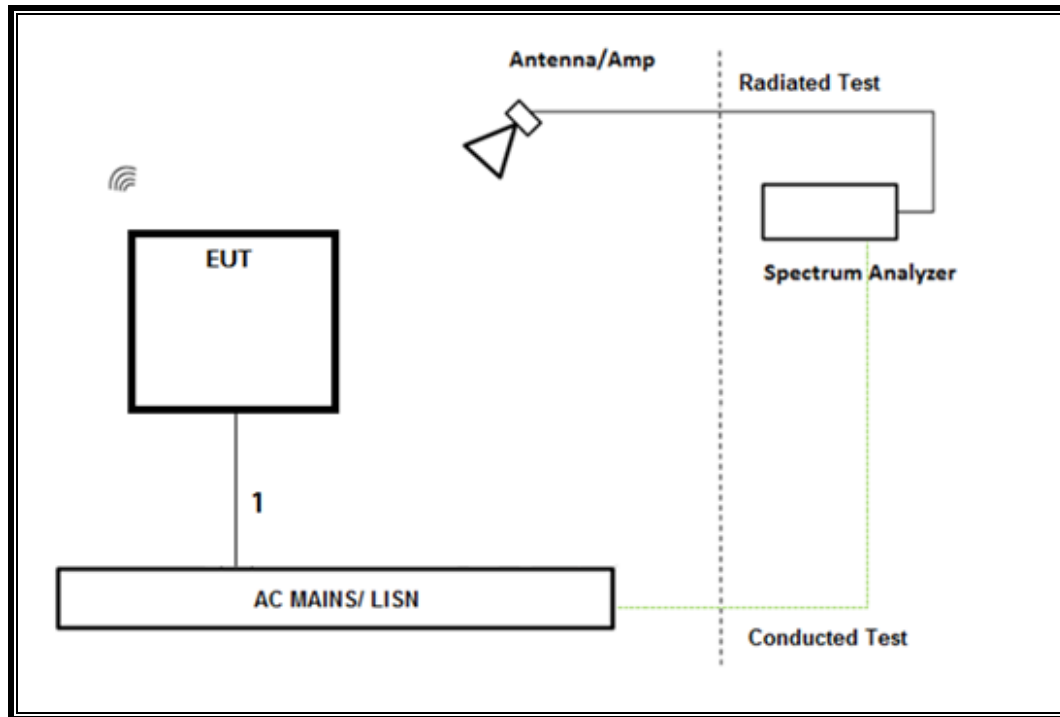 Antenna/Amp
Radiated Test
EUT
Spectrum Analyzer
1
AC MAINS/ LISN
Conducted Test